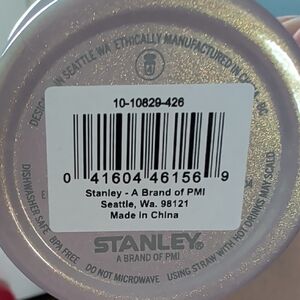 DESIGNED IN SEATTLE, WA ETHICALLY MANUFACTURED IN CHINA
10-10829-426
0 41604 46156 9
Stanley - A Brand of PMI
Seattle, Wa. 98121
Made in China
DISHWASHER SAFE BPA FREE
DO NOT MICROWAVE
USING STRAW WITH HOT DRINKS MAY SCALD
STANLEY
A BRAND OF PMI